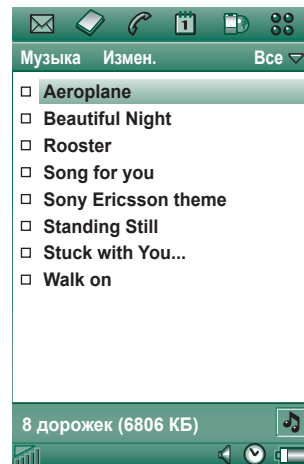 Музыка Измен. Все
Aeroplane
Beautiful Night
Rooster
Song for you
Sony Ericsson theme
Standing Still
Stuck with You...
Walk on
8 дорожек (6806 КБ)